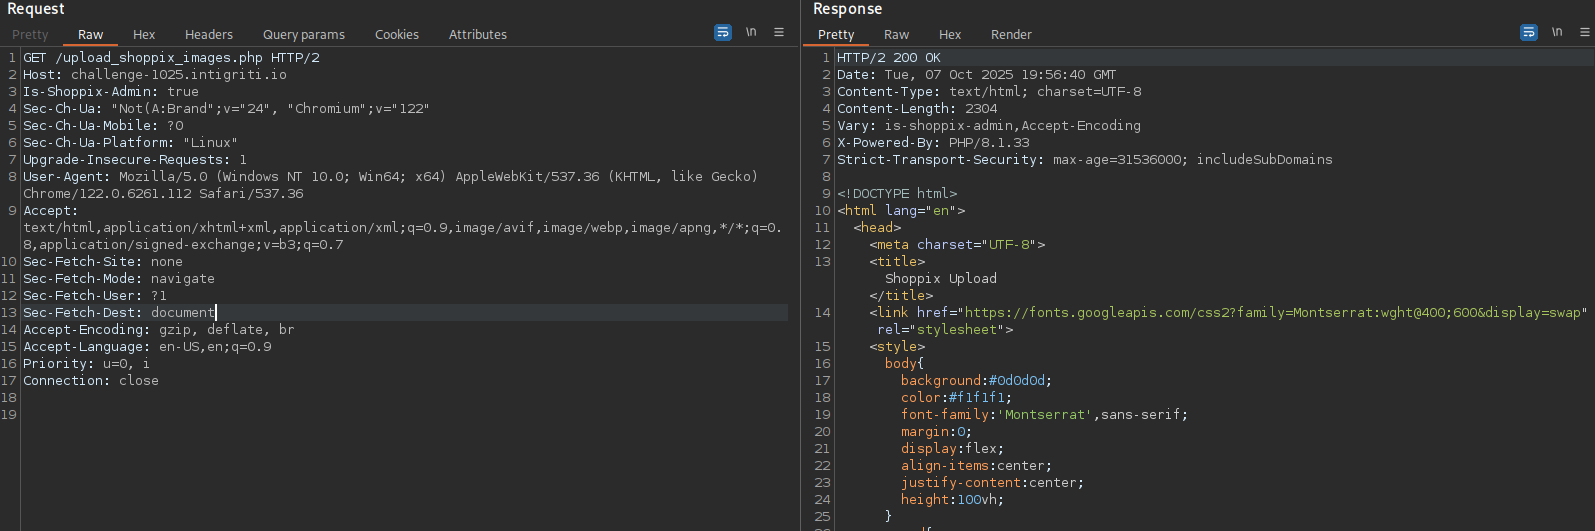 Request
Pretty Raw Hex Headers Query params Cookies Attributes \n
1 GET /upload_shoppix_images.php HTTP/2
2 Host: challenge-1025.intigriti.io
3 Is-Shoppix-Admin: true
4 Sec-Ch-Ua: "Not(A:Brand";v="24", "Chromium";v="122"
5 Sec-Ch-Ua-Mobile: ?0
6 Sec-Ch-Ua-Platform: "Linux"
7 Upgrade-Insecure-Requests: 1
8 User-Agent: Mozilla/5.0 (Windows NT 10.0; Win64; x64) AppleWebKit/537.36 (KHTML, like Gecko)
Chrome/122.0.6261.112 Safari/537.36
9 Accept:
text/html,application/xhtml+xml,application/xml;q=0.9,image/avif,image/webp,image/apng,*/*;q=0.
8,application/signed-exchange;v=b3;q=0.7
10 Sec-Fetch-Site: none
11 Sec-Fetch-Mode: navigate
12 Sec-Fetch-User: ?1
13 Sec-Fetch-Dest: document
14 Accept-Encoding: gzip, deflate, br
15 Accept-Language: en-US,en;q=0.9
16 Priority: u=0, i
17 Connection: close
18
19
Response
Pretty Raw Hex Render \n
1 HTTP/2 200 OK
2 Date: Tue, 07 Oct 2025 19:56:40 GMT
3 Content-Type: text/html; charset=UTF-8
4 Content-Length: 2304
5 Vary: is-shoppix-admin,Accept-Encoding
6 X-Powered-By: PHP/8.1.33
7 Strict-Transport-Security: max-age=31536000; includeSubDomains
8
9 <!DOCTYPE html>
10 <html lang="en">
11 <head>
12 <meta charset="UTF-8">
13 <title>
Shoppix Upload
</title>
14 <link href="https://fonts.googleapis.com/css2?family=Montserrat:wght@400;600&display=swap"
rel="stylesheet">
15 <style>
16 body{
17 background:#0d0d0d;
18 color:#f1f1f1;
19 font-family:'Montserrat',sans-serif;
20 margin:0;
21 display:flex;
22 align-items:center;
23 justify-content:center;
24 height:100vh;
25 }